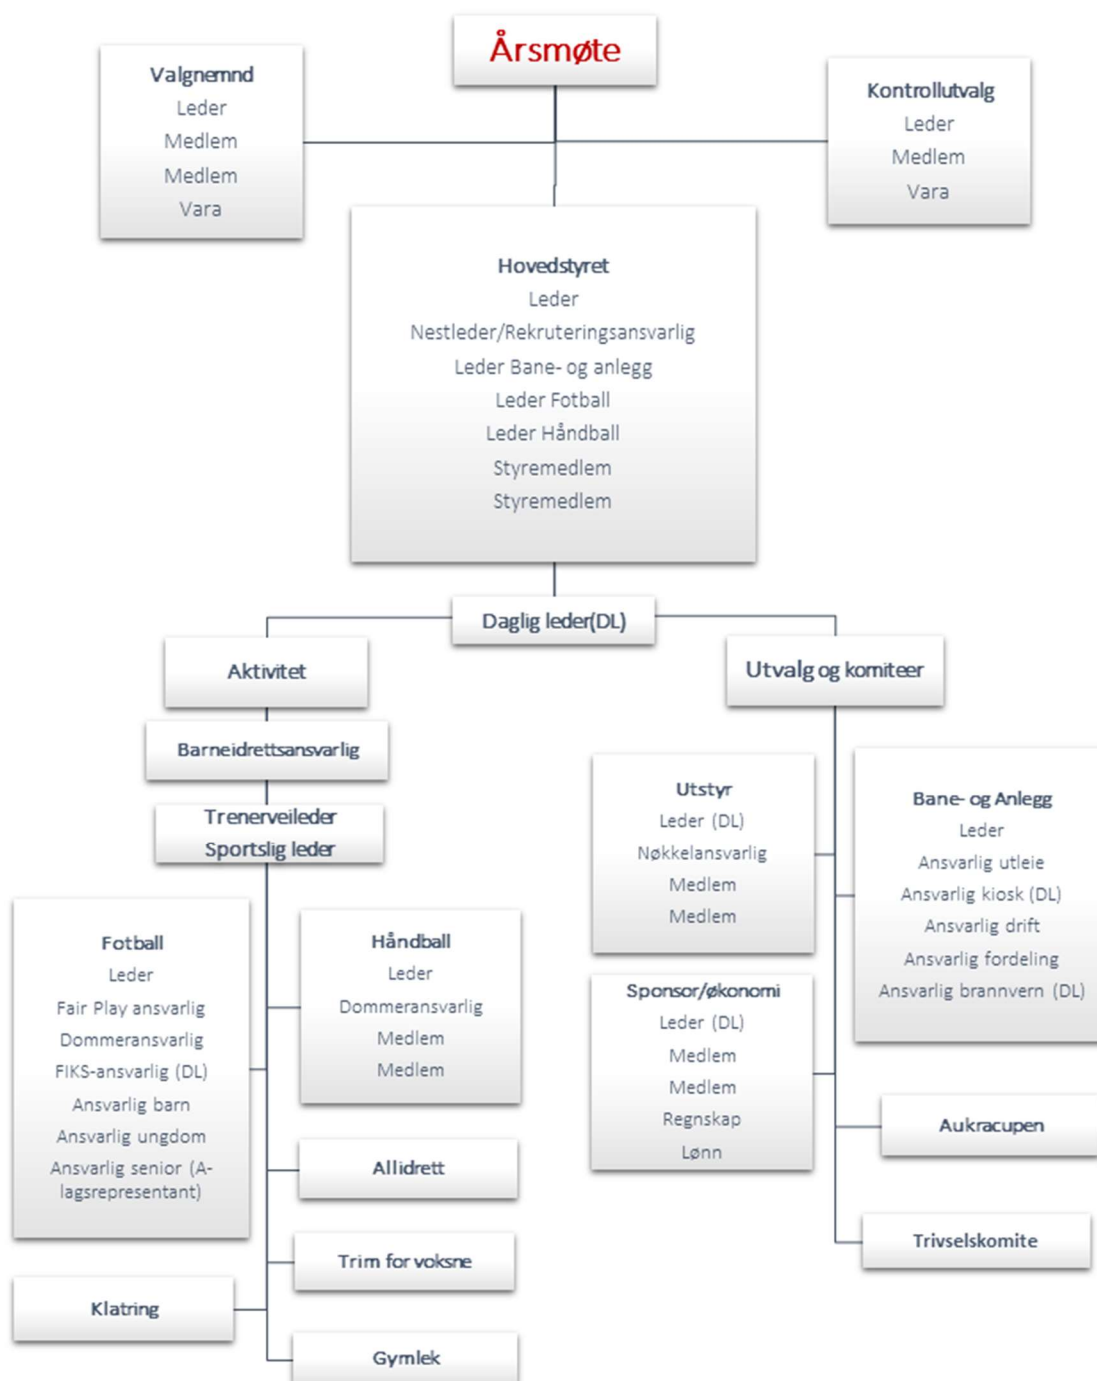 Årsmøte
Valgnemnd
Leder
Medlem
Medlem
Vara
Kontrollutvalg
Leder
Medlem
Vara
Hovedstyret
Leder
Nestleder/Rekruteringsansvarlig
Leder Bane- og anlegg
Leder Fotball
Leder Håndball
Styremedlem
Styremedlem
Daglig leder(DL)
Aktivitet
Barneidrettsansvarlig
Trenerveileder
Sportslig leder
Fotball
Leder
Fair Play ansvarlig
Dommeransvarlig
FIKS-ansvarlig (DL)
Ansvarlig barn
Ansvarlig ungdom
Ansvarlig senior (A-
lagsrepresentant)
Håndball
Leder
Dommeransvarlig
Medlem
Medlem
Allidrett
Trim for voksne
Klatring
Gymlek
Utvalg og komiteer
Utstyr
Leder (DL)
Nøkkelansvarlig
Medlem
Medlem
Bane- og Anlegg
Leder
Ansvarlig utleie
Ansvarlig kiosk (DL)
Ansvarlig drift
Ansvarlig fordeling
Ansvarlig brannvern (DL)
Sponsor/økonomi
Leder (DL)
Medlem
Medlem
Regnskap
Lønn
Aukracupen
Trivselskomite